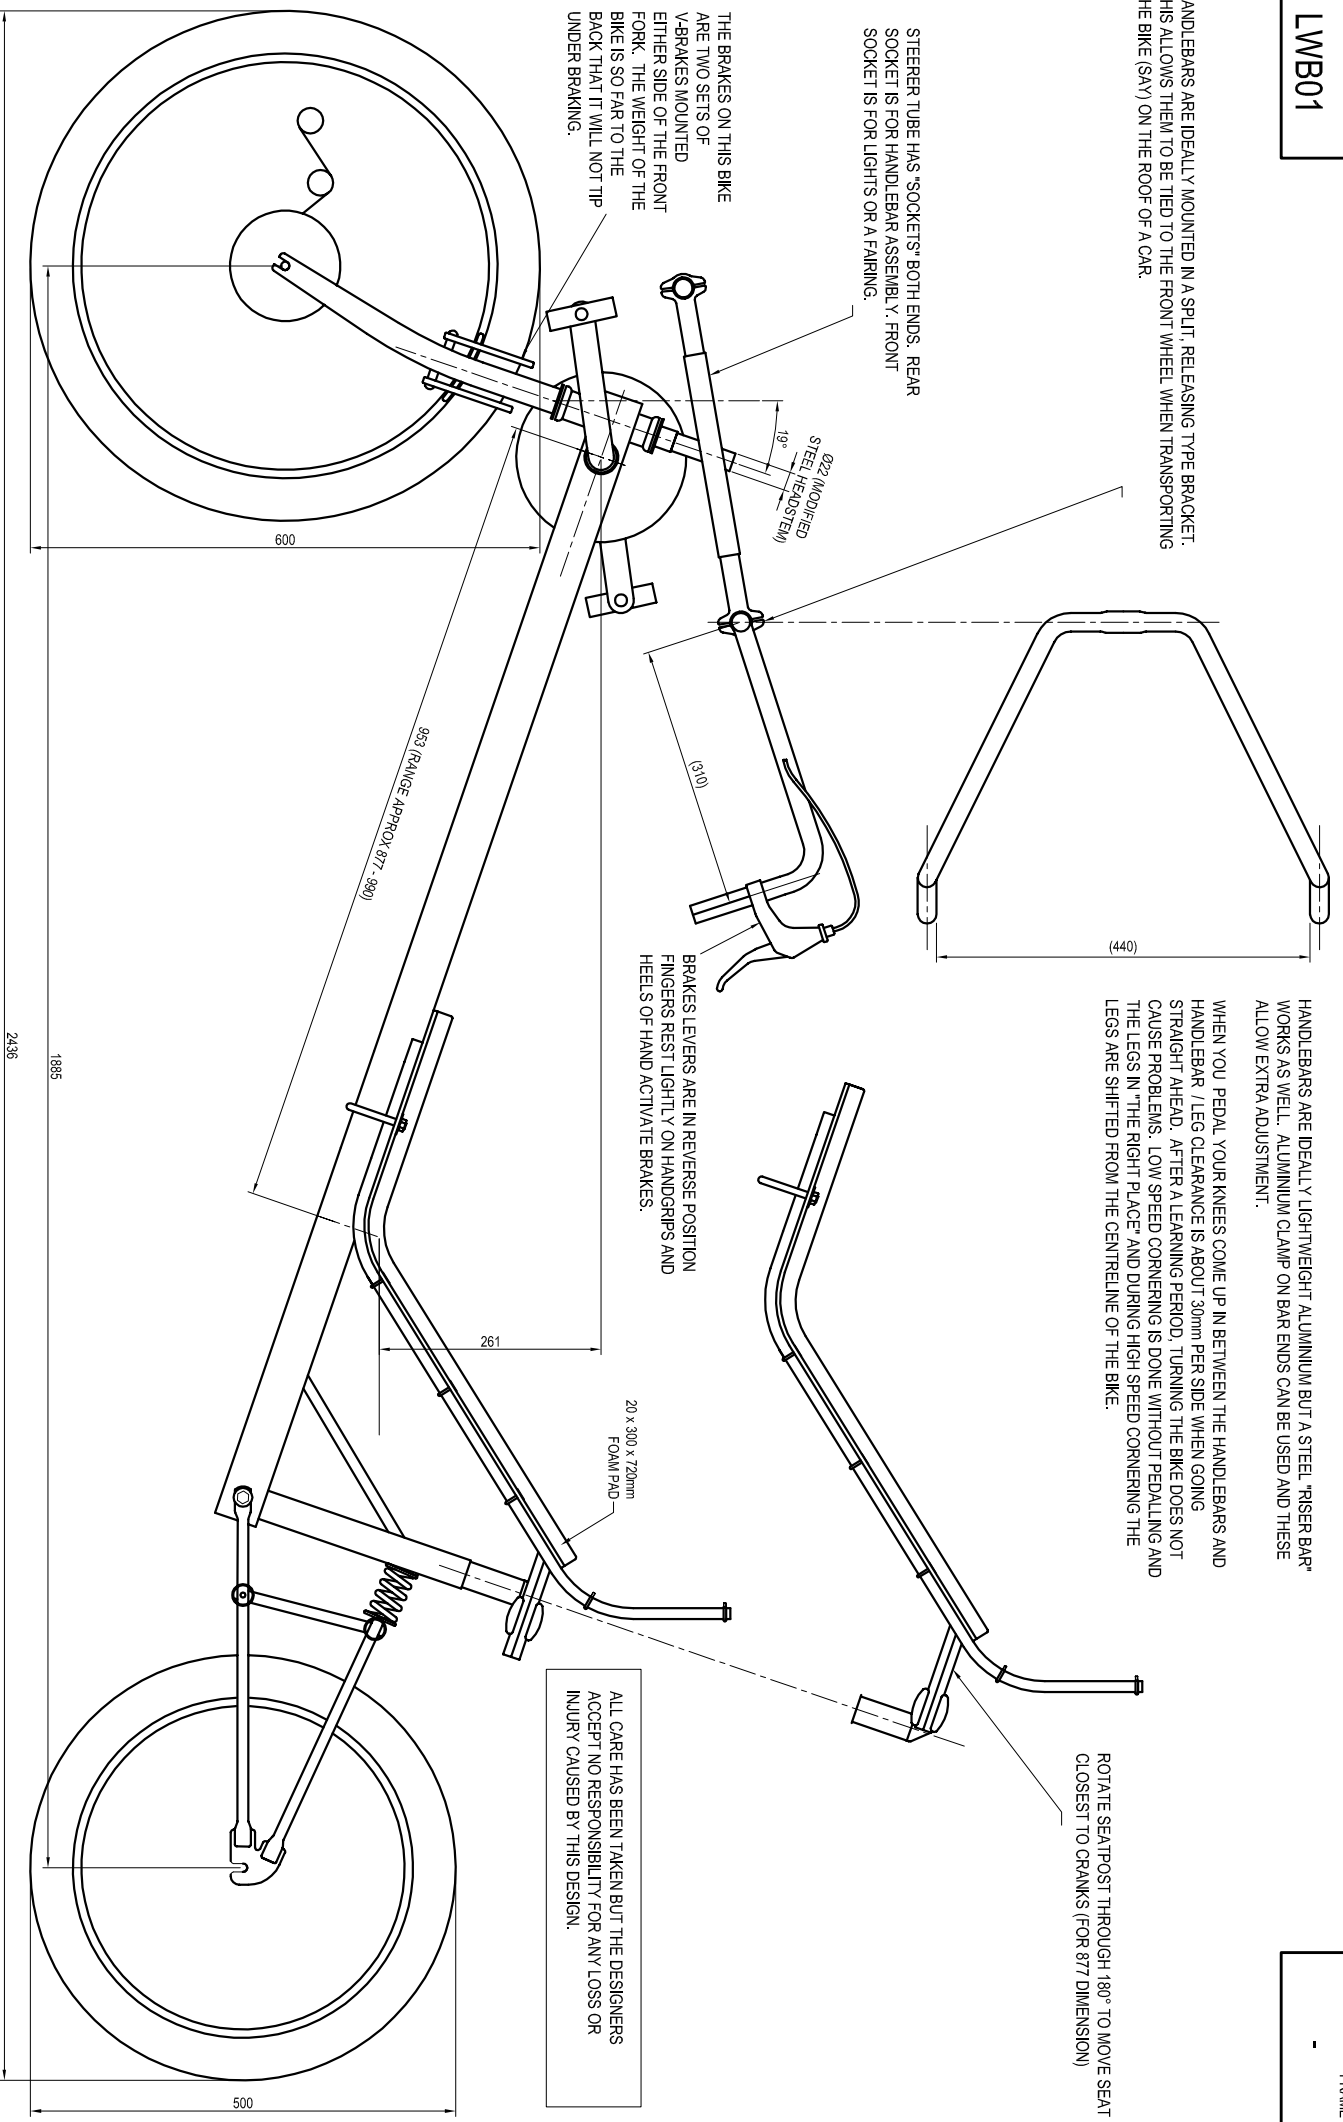 LWB01
ANDLEBARS ARE IDEALLY MOUNTED IN A SPLIT, RELEASING TYPE BRACKET.
HIS ALLOWS THEM TO BE TIED TO THE FRONT WHEEL WHEN TRANSPORTING
HE BIKE (SAY) ON THE ROOF OF A CAR.
STEERER TUBE HAS "SOCKETS" BOTH ENDS. REAR
SOCKET IS FOR HANDLEBAR ASSEMBLY. FRONT
SOCKET IS FOR LIGHTS OR A FAIRING.
THE BRAKES ON THIS BIKE
ARE TWO SETS OF
V-BRAKES MOUNTED
EITHER SIDE OF THE FRONT
FORK. THE WEIGHT OF THE
BIKE IS SO FAR TO THE
BACK THAT IT WILL NOT TIP
UNDER BRAKING.
19°
Ø22 (MODIFIED
STEEL HEADSTEM)
600
(310)
(440)
953 (RANGE APPROX 877 - 990)
HANDLEBARS ARE IDEALLY LIGHTWEIGHT ALUMINIUM BUT A STEEL "RISER BAR"
WORKS AS WELL. ALUMINIUM CLAMP ON BAR ENDS CAN BE USED AND THESE
ALLOW EXTRA ADJUSTMENT.
WHEN YOU PEDAL YOUR KNEES COME UP IN BETWEEN THE HANDLEBARS AND
HANDLEBAR / LEG CLEARANCE IS ABOUT 30mm PER SIDE WHEN GOING
STRAIGHT AHEAD. AFTER A LEARNING PERIOD, TURNING THE BIKE DOES NOT
CAUSE PROBLEMS. LOW SPEED CORNERING IS DONE WITHOUT PEDALLING AND
THE LEGS IN "THE RIGHT PLACE" AND DURING HIGH SPEED CORNERING THE
LEGS ARE SHIFTED FROM THE CENTRELINE OF THE BIKE.
BRAKES LEVERS ARE IN REVERSE POSITION
FINGERS REST LIGHTLY ON HANDGRIPS AND
HEELS OF HAND ACTIVATE BRAKES.
261
20 x 300 x 720mm
FOAM PAD
1885
2436
ROTATE SEATPOST THROUGH 180° TO MOVE SEAT
CLOSEST TO CRANKS (FOR 877 DIMENSION)
ALL CARE HAS BEEN TAKEN BUT THE DESIGNERS
ACCEPT NO RESPONSIBILITY FOR ANY LOSS OR
INJURY CAUSED BY THIS DESIGN.
500
-